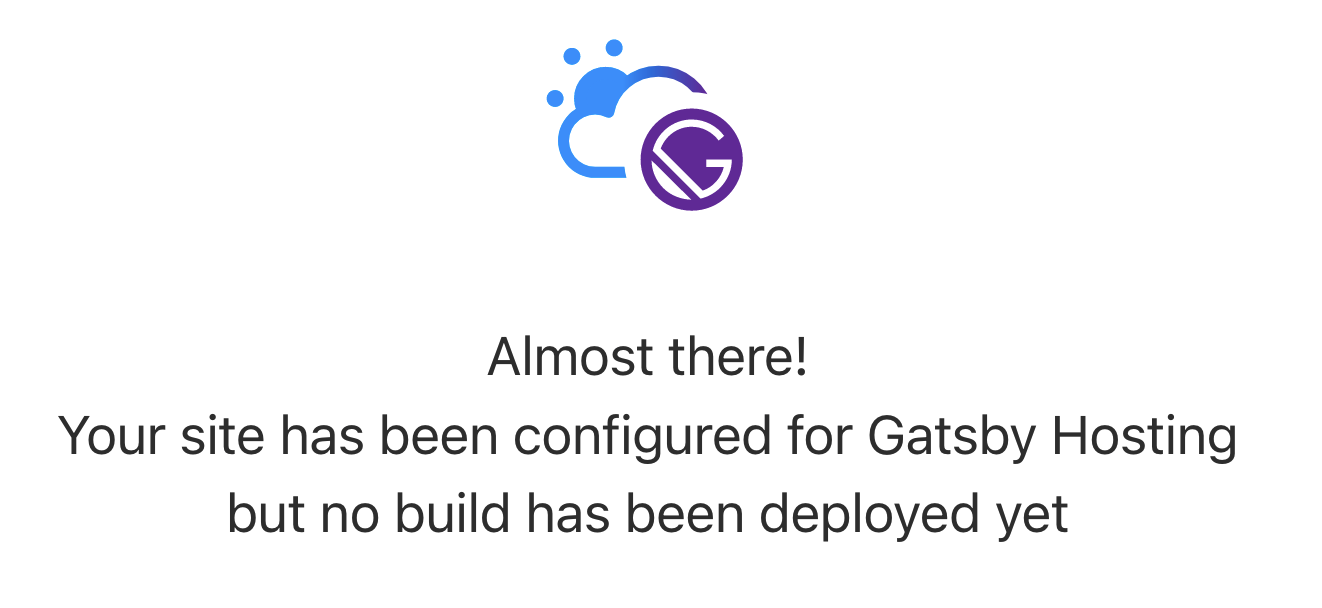 Almost there!
Your site has been configured for Gatsby Hosting
but no build has been deployed yet